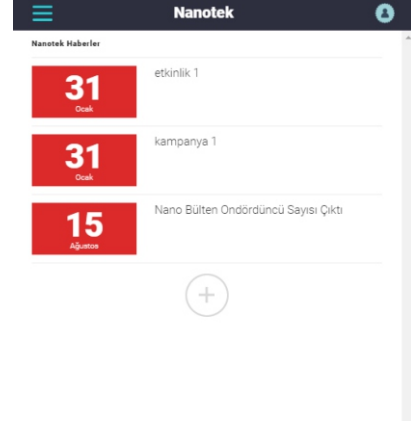 Nanotek
Nanotek Haberler
31
Ocak
etkinlik 1
31
Ocak
kampanya 1
15
Ağustos
Nano Bülten Ondördüncü Sayısı Çıktı